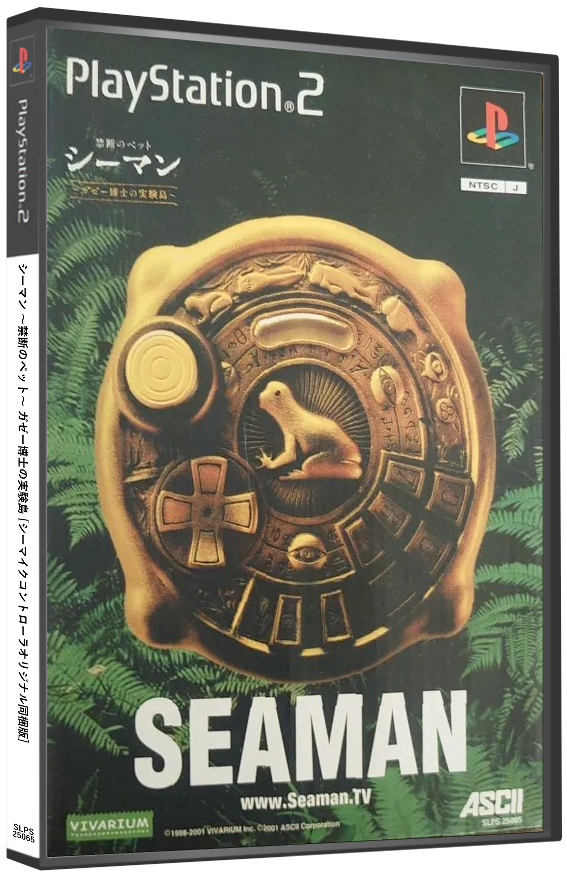 PlayStation®2
禁断のペット
シーマン
～ガゼー博士の実験島～
NTSC J
SEAMAN
www.Seaman.TV
VIVARIUM
©1999-2001 VIVARIUM Inc. ©2001 ASCII Corporation
ASCII
SLPS 25065
PlayStation.2
シーマン ～禁断のペット～ ガゼー博士の実験島 [シーマイクコントローラオリジナル同梱版]
SLPS
25065